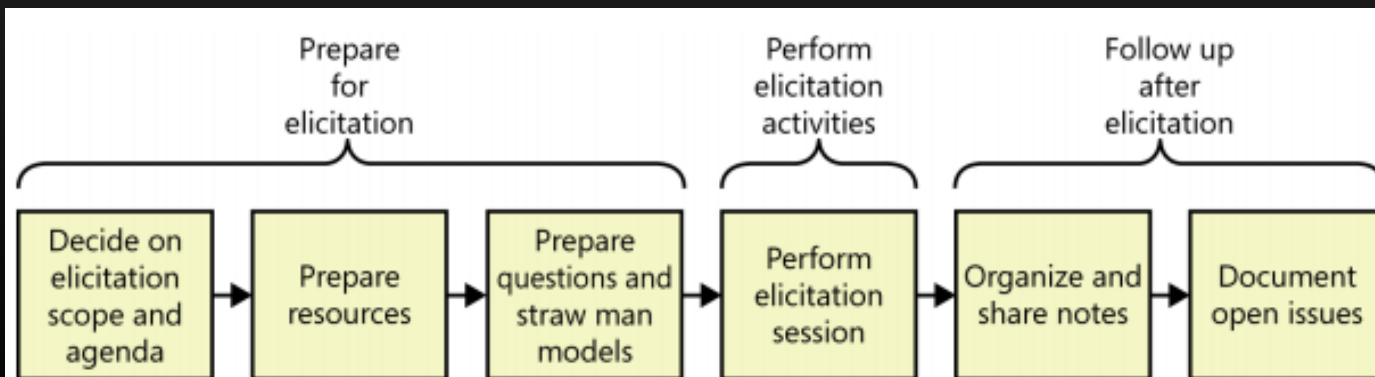 Prepare
for
elicitation
Perform
elicitation
activities
Follow up
after
elicitation
Decide on
elicitation
scope and
agenda
Prepare
resources
Prepare
questions and
straw man
models
Perform
elicitation
session
Organize and
share notes
Document
open issues